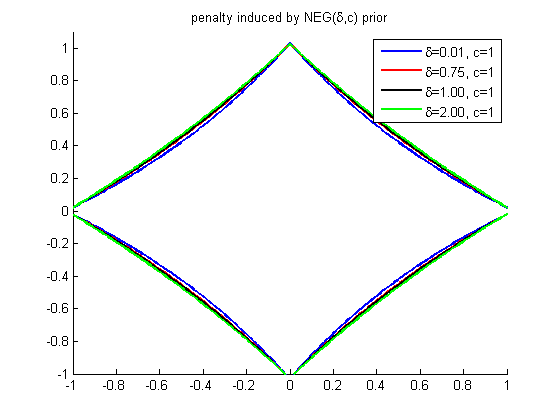 penalty induced by NEG(δ,c) prior
δ=0.01, c=1
δ=0.75, c=1
δ=1.00, c=1
δ=2.00, c=1
1
0.8
0.6
0.4
0.2
0
-0.2
-0.4
-0.6
-0.8
-1
-1 -0.8 -0.6 -0.4 -0.2 0 0.2 0.4 0.6 0.8 1